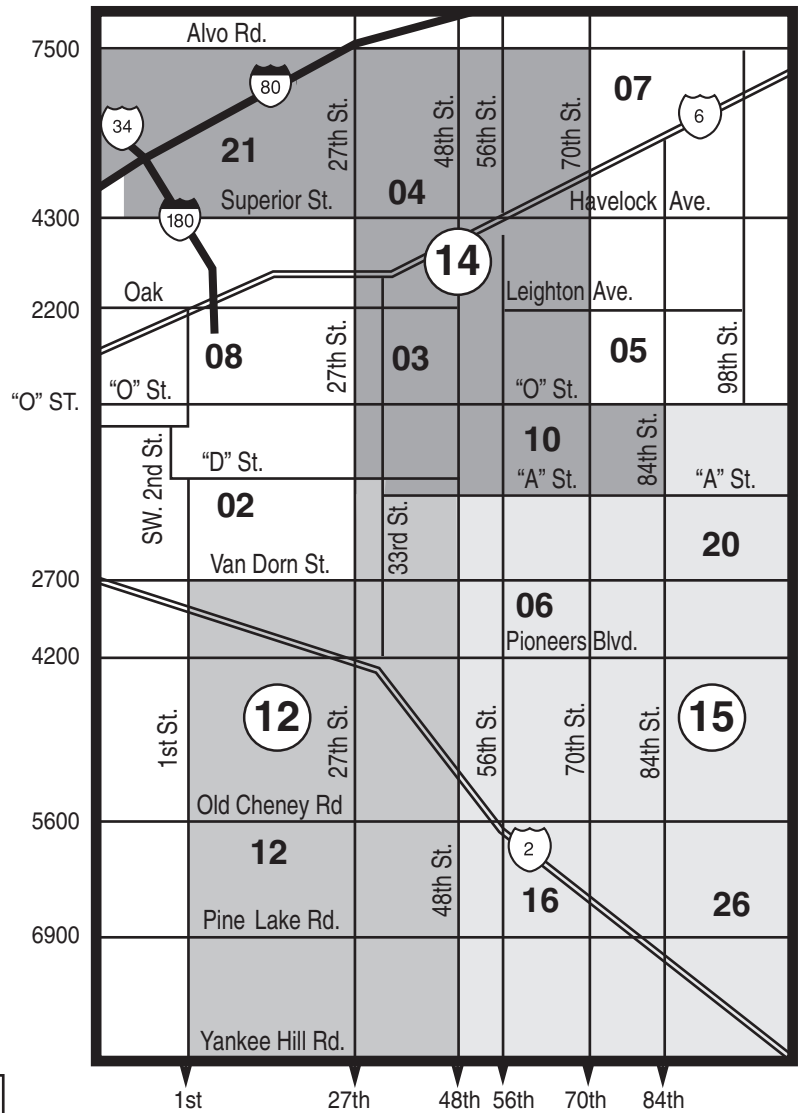 Alvo Rd.
7500
80
07
34
6
21
27th St.
48th St.
56th St.
70th St.
Superior St.
04
Havelock Ave.
180
4300
14
Oak
Leighton Ave.
2200
08
27th St.
03
05
98th St.
"O" ST.
"O" St.
"O" St.
10
84th St.
SW. 2nd St.
"D" St.
"A" St.
"A" St.
02
33rd St.
20
Van Dorn St.
2700
06
Pioneers Blvd.
4200
1st St.
12
27th St.
56th St.
70th St.
84th St.
15
Old Cheney Rd
5600
12
2
48th St.
16
26
Pine Lake Rd.
6900
Yankee Hill Rd.
1st
27th
48th
56th
70th
84th